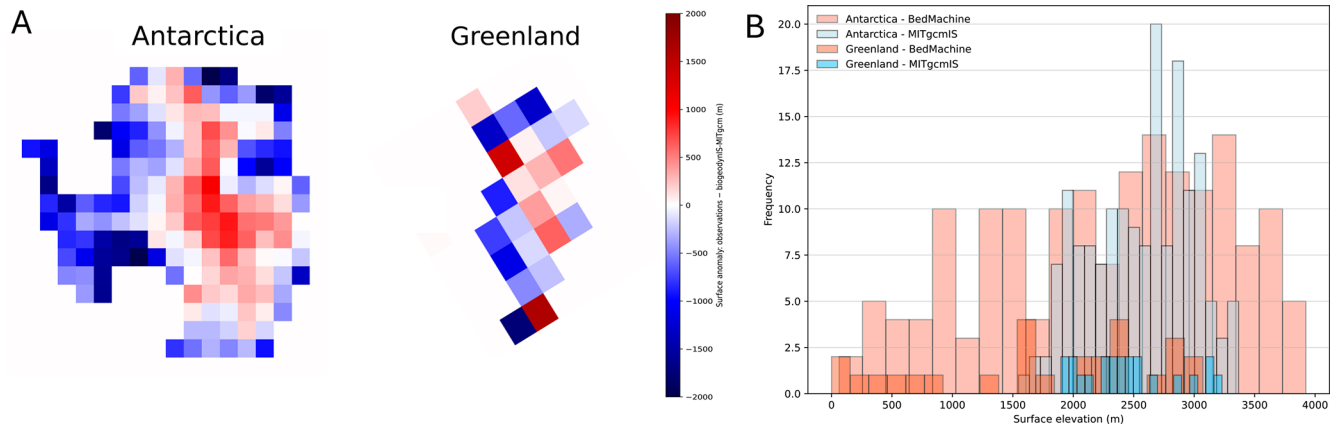 A
Antarctica
Greenland
2000
1500
1000
500
0
−500
−1000
−1500
−2000
Surface anomaly: observations − biogeodynIS-MITgcm (m)
B
Antarctica - BedMachine
Antarctica - MITgcmIS
Greenland - BedMachine
Greenland - MITgcmIS
Frequency
20.0
17.5
15.0
12.5
10.0
7.5
5.0
2.5
0.0
0 500 1000 1500 2000 2500 3000 3500 4000
Surface elevation (m)